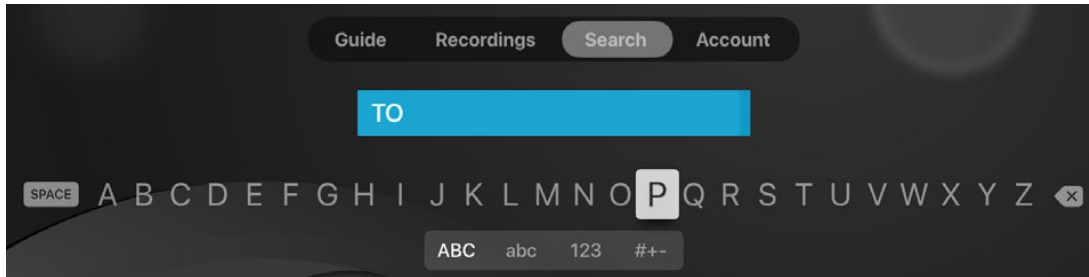 Guide Recordings Search Account
TO
SPACE A B C D E F G H I J K L M N O P Q R S T U V W X Y Z
ABC abc 123 #+-